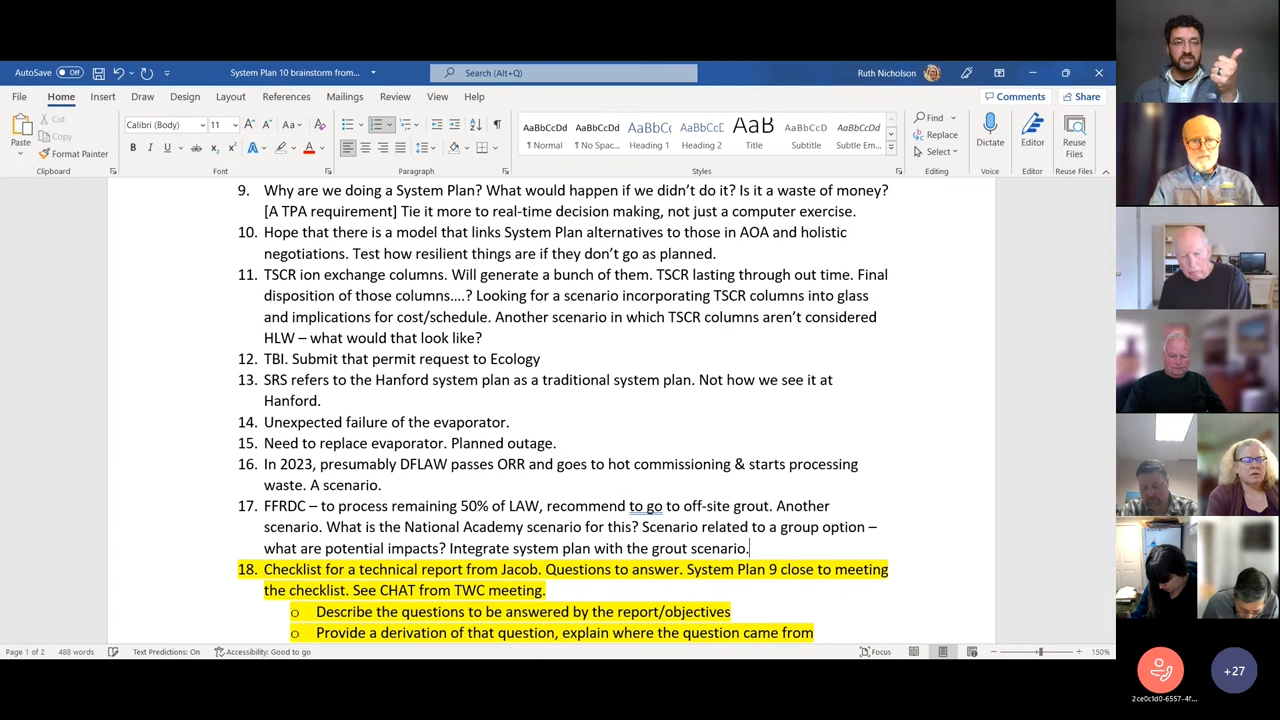 AutoSave Off System Plan 10 brainstorm from... Search (Alt+Q) Ruth Nicholson
File Home Insert Draw Design Layout References Mailings Review View Help Comments Share
Paste Cut Copy Format Painter
Calibri (Body) 11
AaBbCcDd AaBbCcDd AaBbC AaBbCcD AaB AaBbCcD AaBbCcDd
¶ Normal ¶ No Spac... Heading 1 Heading 2 Title Subtitle Subtle Em...
Find Replace Select
Dictate Editor Reuse Files
Clipboard Font Paragraph Styles Editing Voice Editor Reuse Files
9. Why are we doing a System Plan? What would happen if we didn't do it? Is it a waste of money?
[A TPA requirement] Tie it more to real-time decision making, not just a computer exercise.
10. Hope that there is a model that links System Plan alternatives to those in AOA and holistic
negotiations. Test how resilient things are if they don't go as planned.
11. TSCR ion exchange columns. Will generate a bunch of them. TSCR lasting through out time. Final
disposition of those columns....? Looking for a scenario incorporating TSCR columns into glass
and implications for cost/schedule. Another scenario in which TSCR columns aren't considered
HLW – what would that look like?
12. TBI. Submit that permit request to Ecology
13. SRS refers to the Hanford system plan as a traditional system plan. Not how we see it at
Hanford.
14. Unexpected failure of the evaporator.
15. Need to replace evaporator. Planned outage.
16. In 2023, presumably DFLAW passes ORR and goes to hot commissioning & starts processing
waste. A scenario.
17. FFRDC – to process remaining 50% of LAW, recommend to go to off-site grout. Another
scenario. What is the National Academy scenario for this? Scenario related to a group option –
what are potential impacts? Integrate system plan with the grout scenario.
18. Checklist for a technical report from Jacob. Questions to answer. System Plan 9 close to meeting
the checklist. See CHAT from TWC meeting.
o Describe the questions to be answered by the report/objectives
o Provide a derivation of that question, explain where the question came from
Page 1 of 2 488 words Text Predictions: On Accessibility: Good to go Focus 150%
2ce0c1d0-6557-4f...
+27